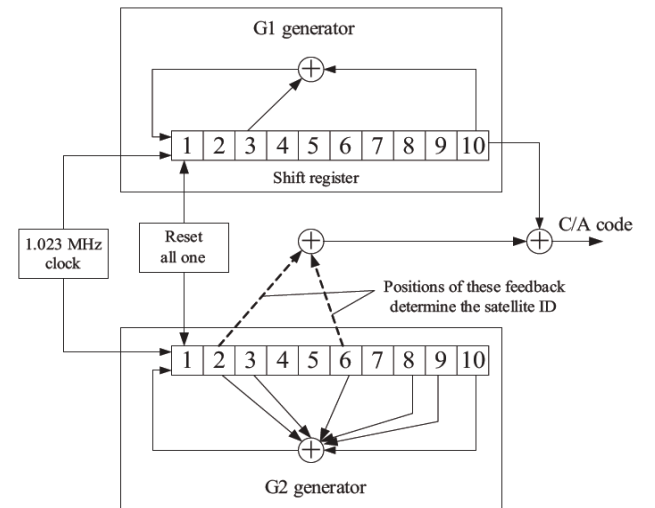 G1 generator
+
1 2 3 4 5 6 7 8 9 10
Shift register
1.023 MHz
clock
Reset
all one
+
+
C/A code
Positions of these feedback
determine the satellite ID
1 2 3 4 5 6 7 8 9 10
+
G2 generator